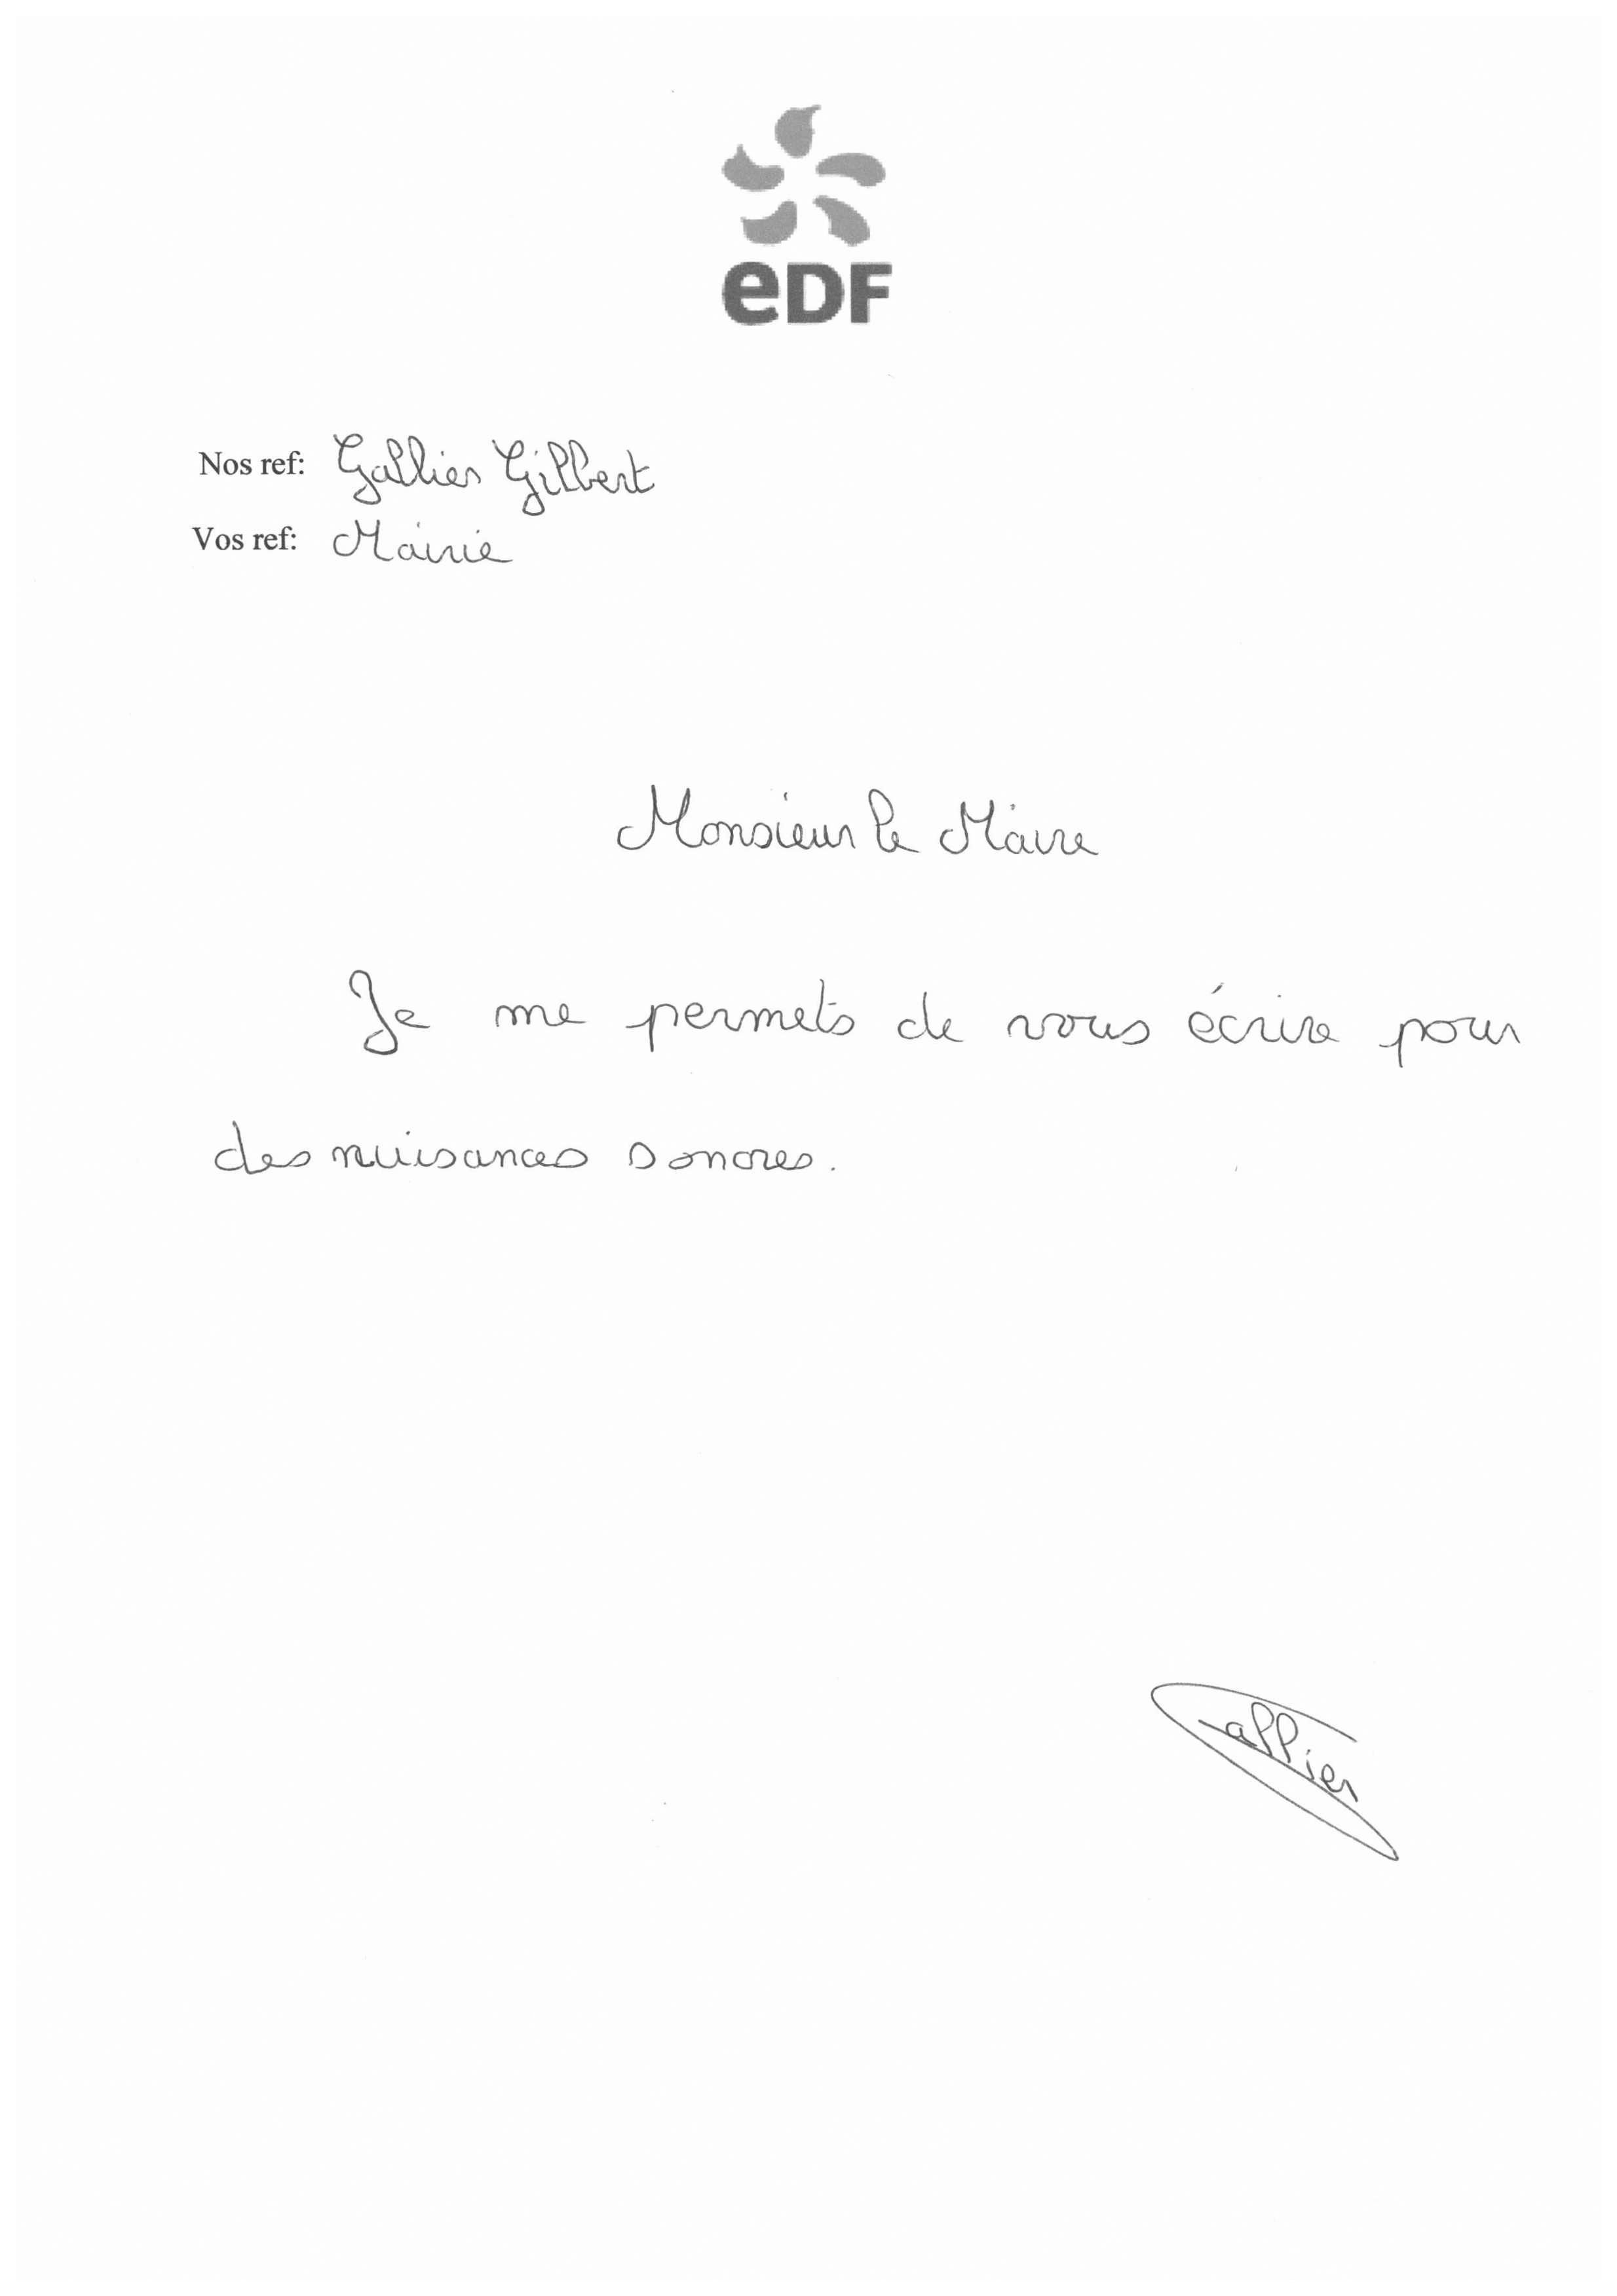 eDF
Nos ref: Gallier Gilbert
Vos ref: Mairie
Monsieur le Maire
Je me permets de vous écrire pour
des nuisances sonores.
Gallier